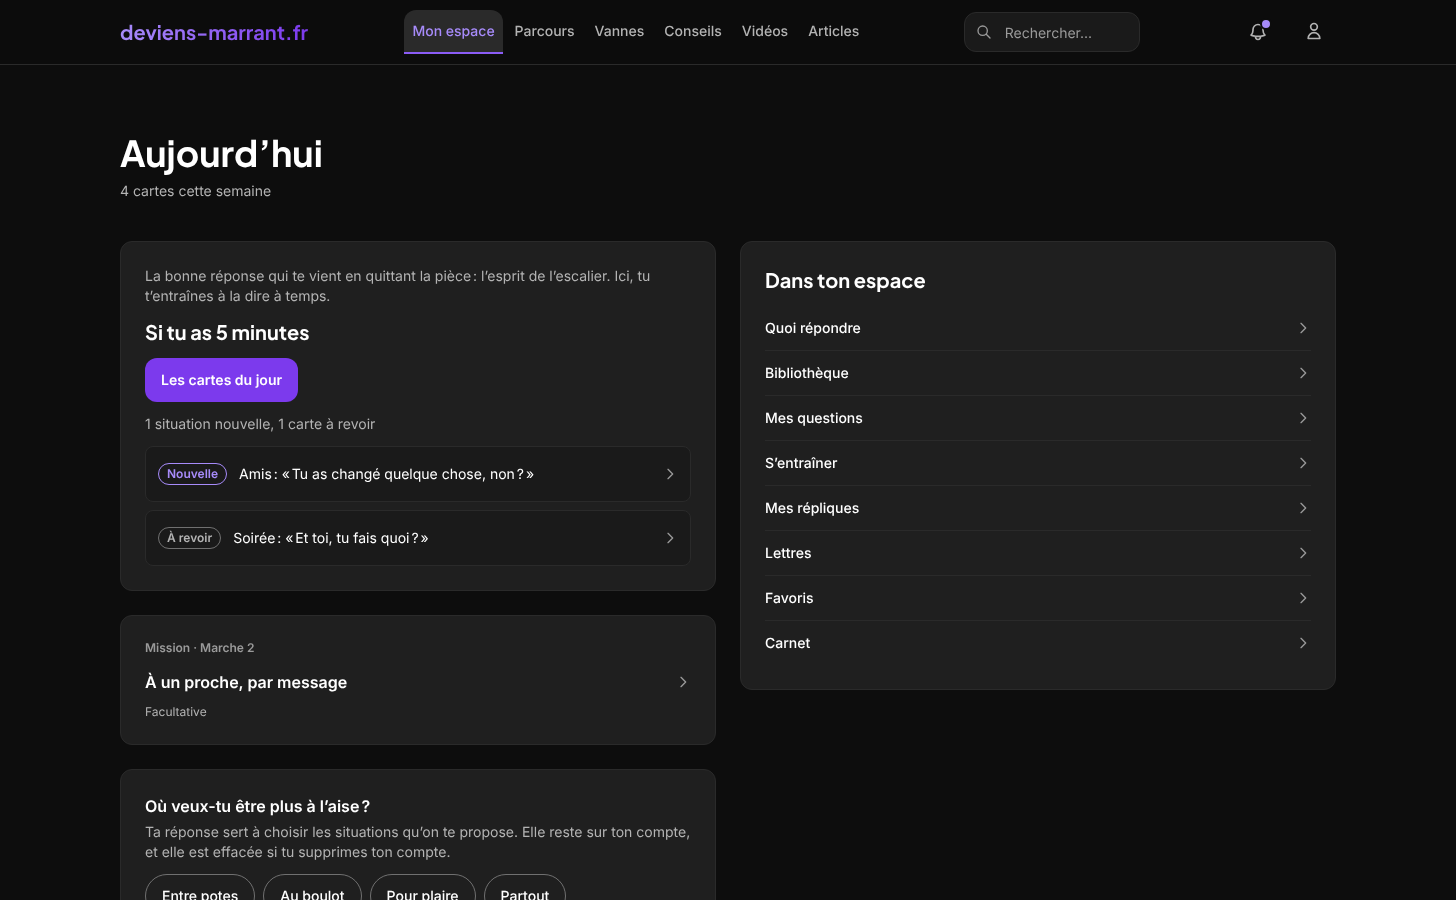 deviens-marrant.fr
Mon espace
Parcours
Vannes
Conseils
Vidéos
Articles
Rechercher...
Aujourd’hui
4 cartes cette semaine
La bonne réponse qui te vient en quittant la pièce : l’esprit de l’escalier. Ici, tu
t’entraînes à la dire à temps.
Si tu as 5 minutes
Les cartes du jour
1 situation nouvelle, 1 carte à revoir
Nouvelle Amis : « Tu as changé quelque chose, non ? »
À revoir Soirée : « Et toi, tu fais quoi ? »
Mission · Marche 2
À un proche, par message
Facultative
Où veux-tu être plus à l’aise ?
Ta réponse sert à choisir les situations qu’on te propose. Elle reste sur ton compte,
et elle est effacée si tu supprimes ton compte.
Entre potes
Au boulot
Pour plaire
Partout
Dans ton espace
Quoi répondre
Bibliothèque
Mes questions
S’entraîner
Mes répliques
Lettres
Favoris
Carnet